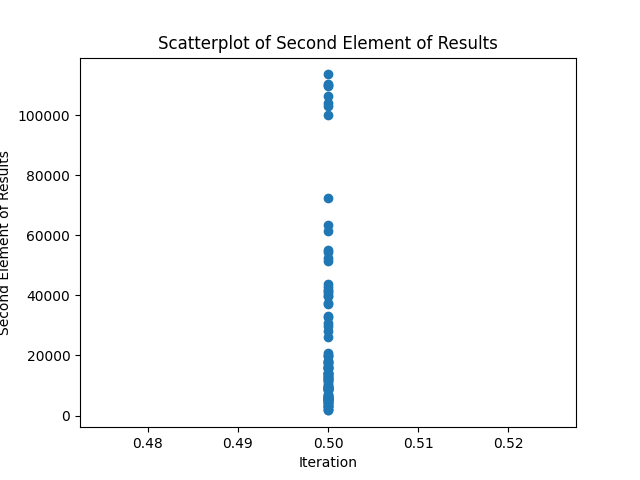 Scatterplot of Second Element of Results
100000
80000
60000
40000
20000
0
Second Element of Results
0.48 0.49 0.50 0.51 0.52
Iteration